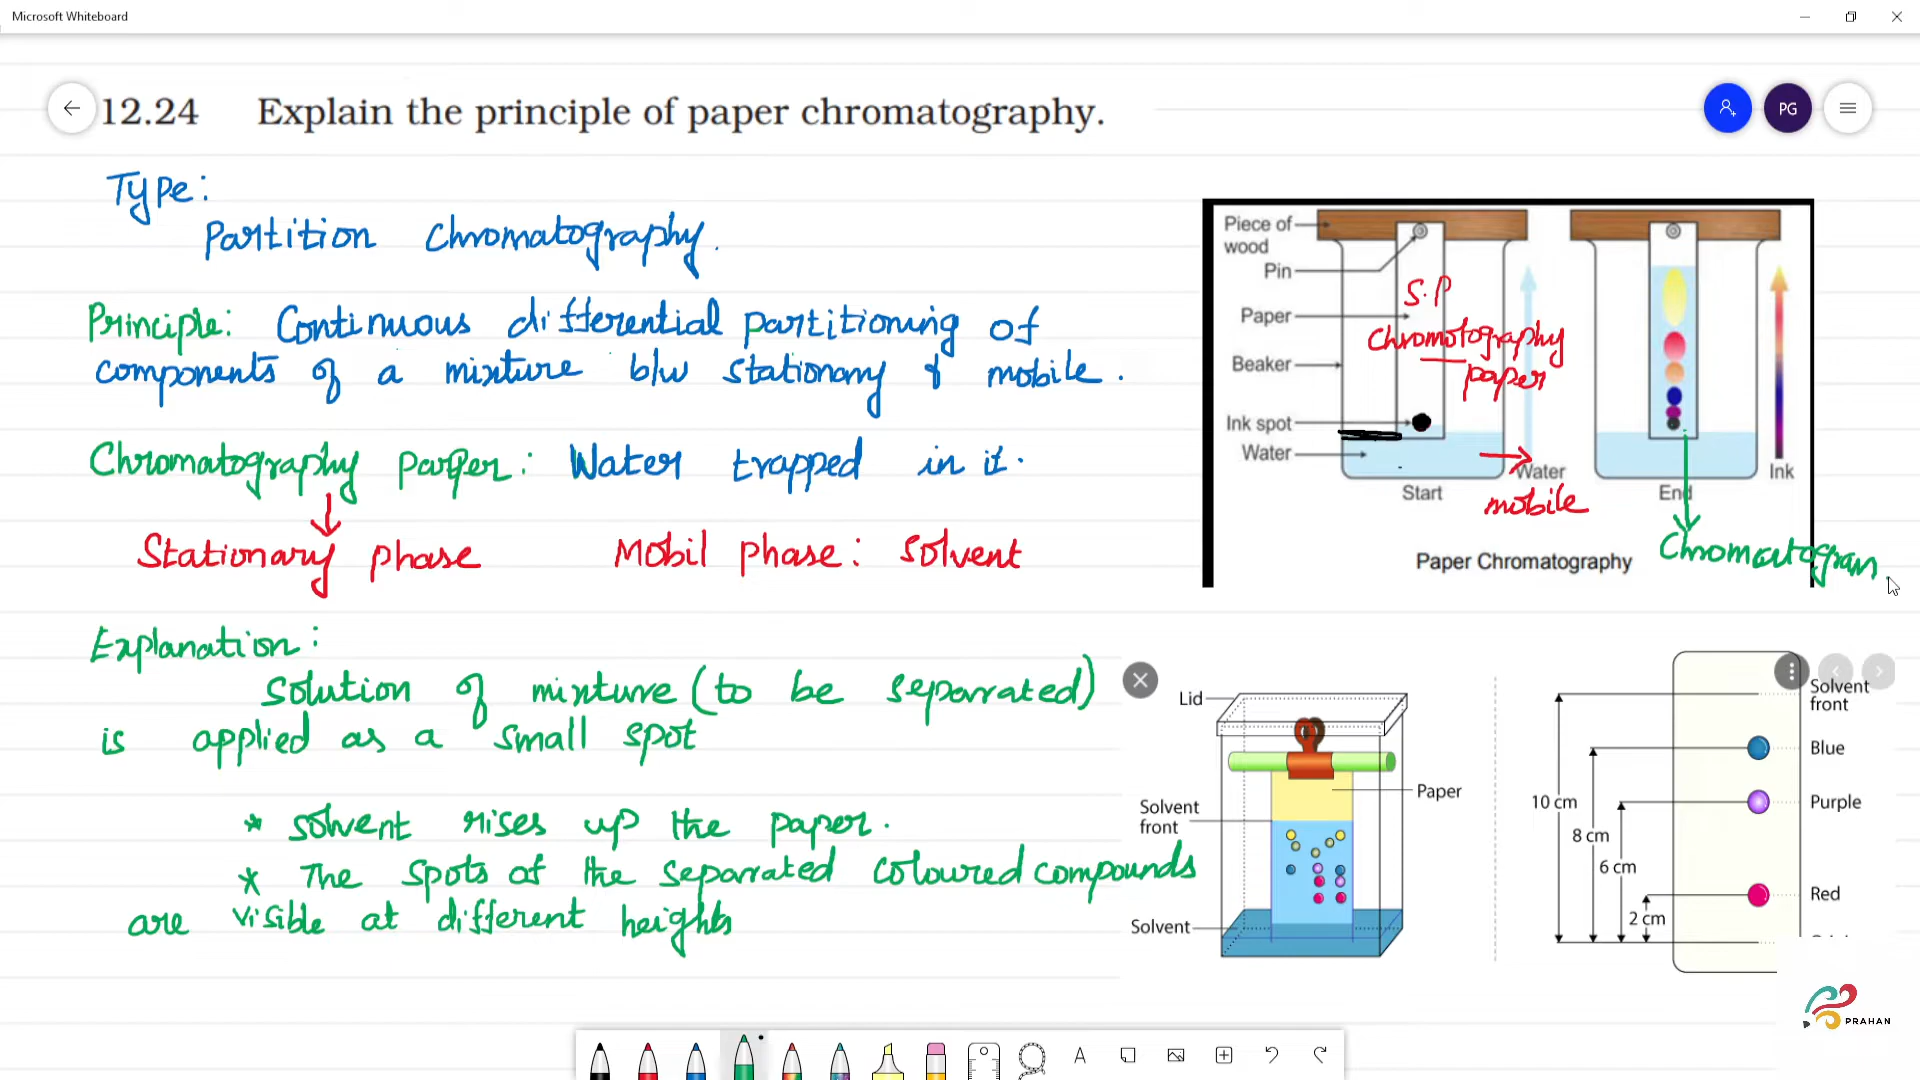 Microsoft Whiteboard
12.24 Explain the principle of paper chromatography.
PG
Type:
Partition Chromatography.
Principle: Continuous differential partitioning of
components of a mixture b/w stationary & mobile.
Chromatography paper: Water trapped in it.
Stationary phase Mobil phase: Solvent
Explanation:
Solution of mixture (to be separated)
is applied as a small spot
* solvent rises up the paper.
* The spots of the separated coloured compounds
are visible at different heights
Piece of
wood
Pin
S.P
Paper
Chromotography
paper
Beaker
Ink spot
Water
Water
Ink
Start
End
mobile
Chromatogram
Paper Chromatography
Lid
Paper
Solvent
front
Solvent
Solvent
front
Blue
10 cm
Purple
8 cm
6 cm
Red
2 cm
PRAHAN